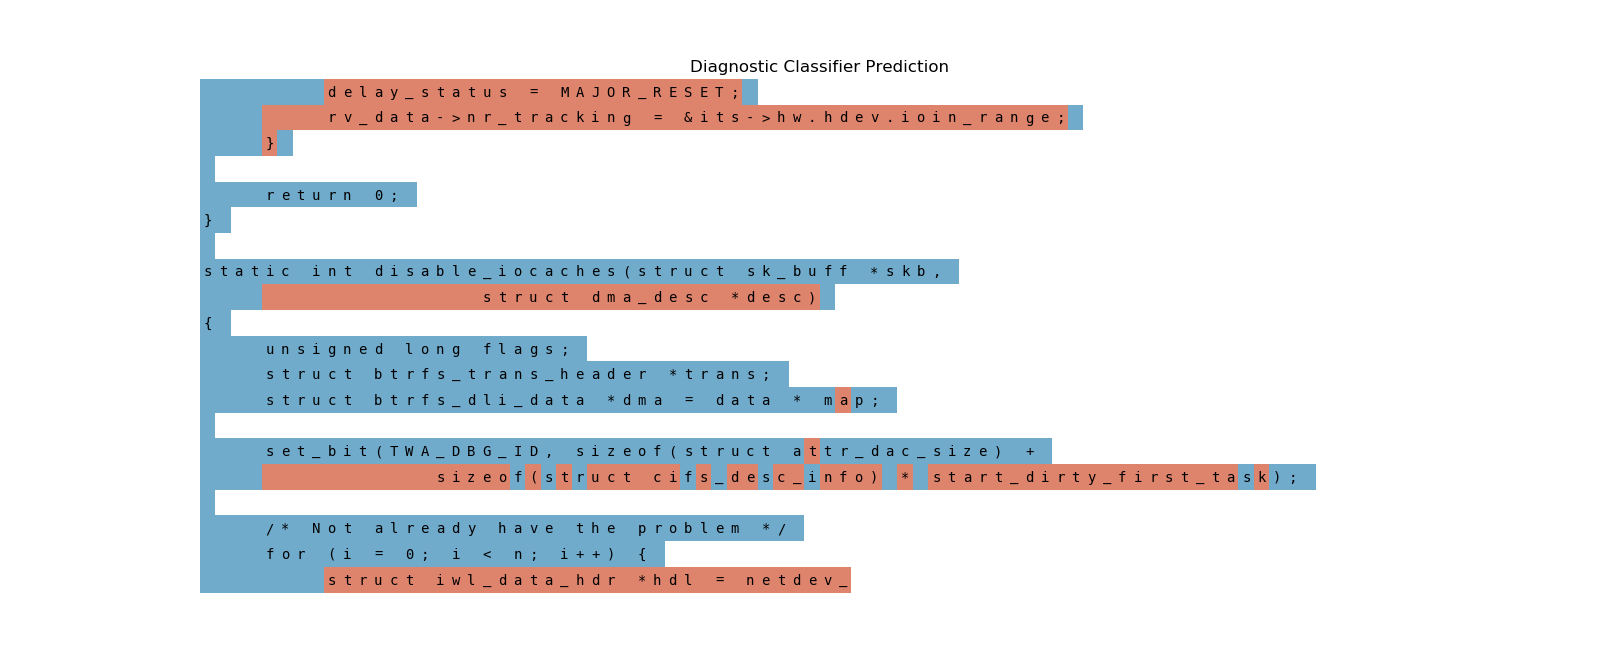 Diagnostic Classifier Prediction
delay_status = MAJOR_RESET;
rv_data->nr_tracking = &its->hw.hdev.ioin_range;
}
return 0;
}
static int disable_iocaches(struct sk_buff *skb,
struct dma_desc *desc)
{
unsigned long flags;
struct btrfs_trans_header *trans;
struct btrfs_dli_data *dma = data * map;
set_bit(TWA_DBG_ID, sizeof(struct attr_dac_size) +
sizeof(struct cifs_desc_info) * start_dirty_first_task);
/* Not already have the problem */
for (i = 0; i < n; i++) {
struct iwl_data_hdr *hdl = netdev_